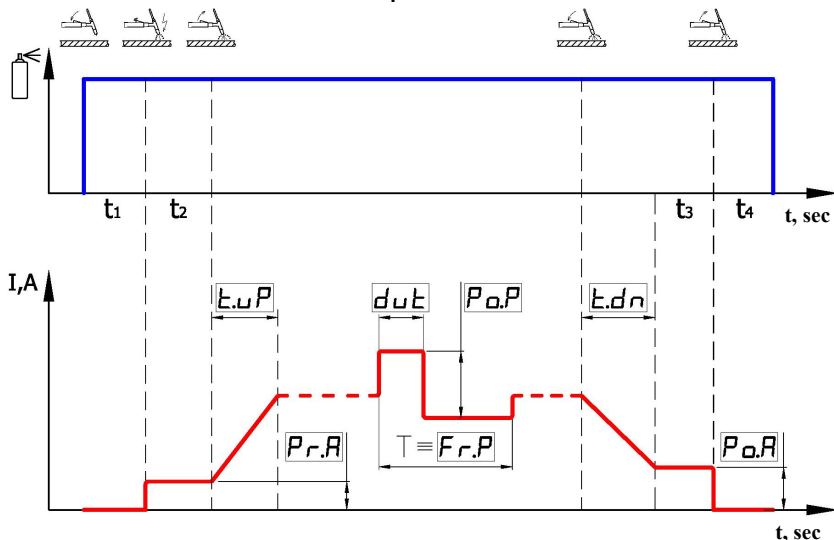 t1 t2 t3 t4
t, sec
I,A
t.uP dut Po.P t.dn
Pr.A T ≡ Fr.P Po.A
t, sec